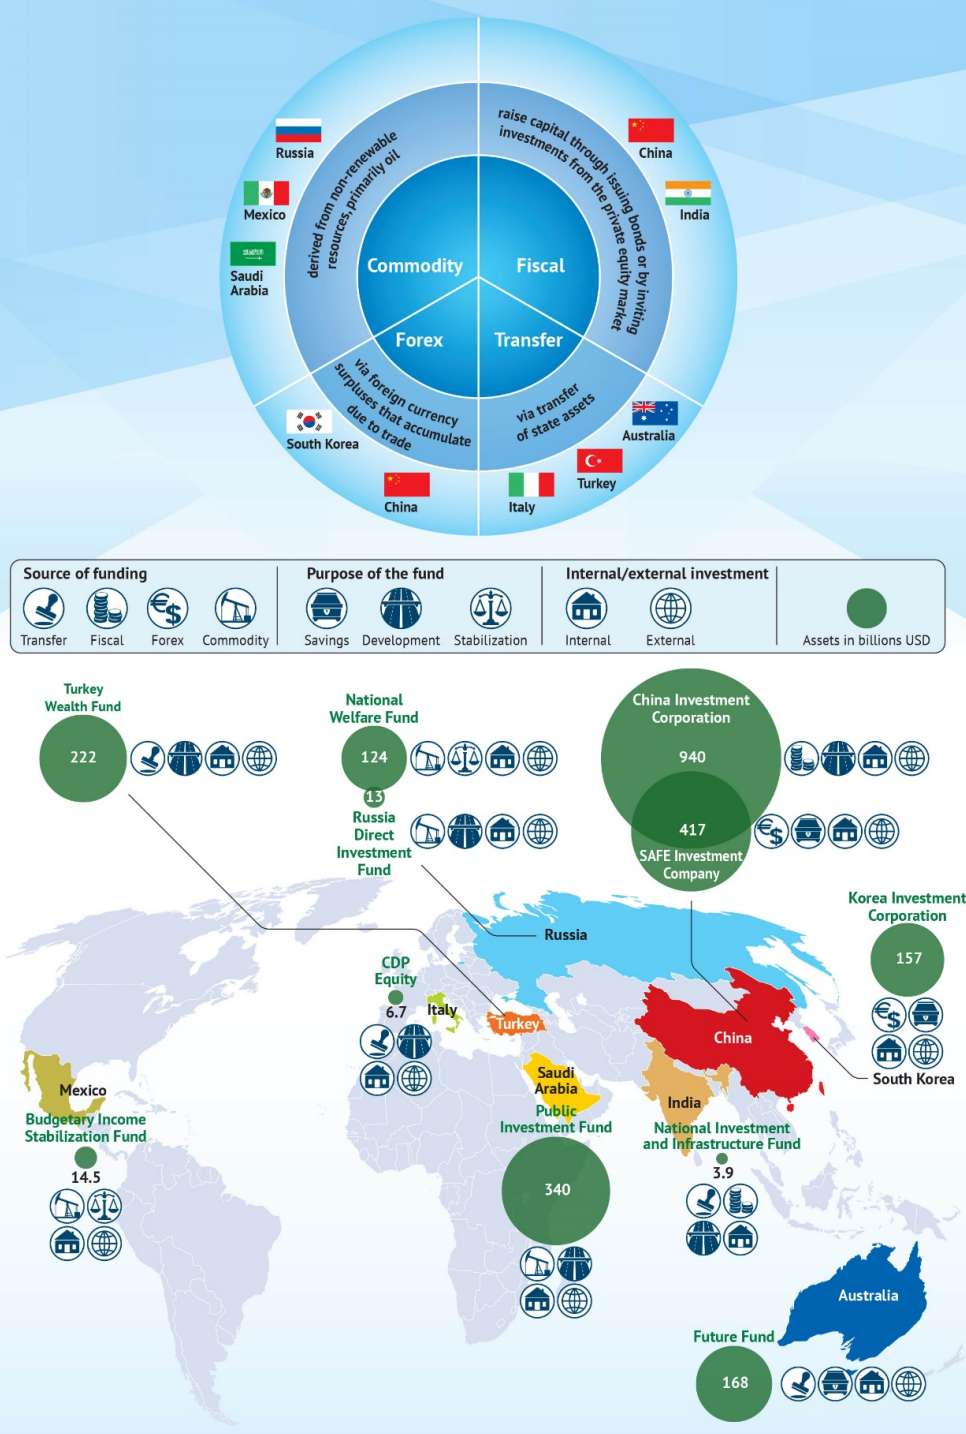 derived from non-renewable
resources, primarily oil
raise capital through issuing bonds or by inviting
investments from the private equity market
Russia
Mexico
Saudi
Arabia
China
India
Commodity
Fiscal
Forex
Transfer
via foreign currency
surpluses that accumulate
due to trade
via transfer
of state assets
South Korea
China
Italy
Turkey
Australia
Source of funding
Transfer
Fiscal
Forex
Commodity
Purpose of the fund
Savings
Development
Stabilization
Internal/external investment
Internal
External
Assets in billions USD
Turkey
Wealth Fund
222
National
Welfare Fund
124
13
Russia
Direct
Investment
Fund
China Investment
Corporation
940
417
SAFE Investment
Company
Korea Investment
Corporation
157
South Korea
Russia
CDP
Equity
6.7
Italy
Turkey
China
Saudi
Arabia
Public
Investment Fund
340
India
National Investment
and Infrastructure Fund
3.9
Mexico
Budgetary Income
Stabilization Fund
14.5
Australia
Future Fund
168